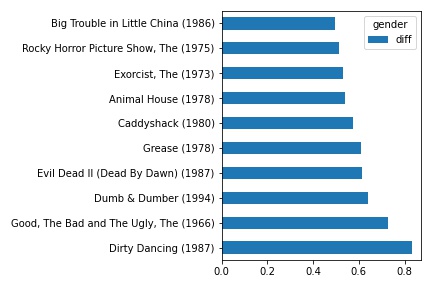 Big Trouble in Little China (1986)
Rocky Horror Picture Show, The (1975)
Exorcist, The (1973)
Animal House (1978)
Caddyshack (1980)
Grease (1978)
Evil Dead II (Dead By Dawn) (1987)
Dumb & Dumber (1994)
Good, The Bad and The Ugly, The (1966)
Dirty Dancing (1987)
gender
diff
0.0 0.2 0.4 0.6 0.8